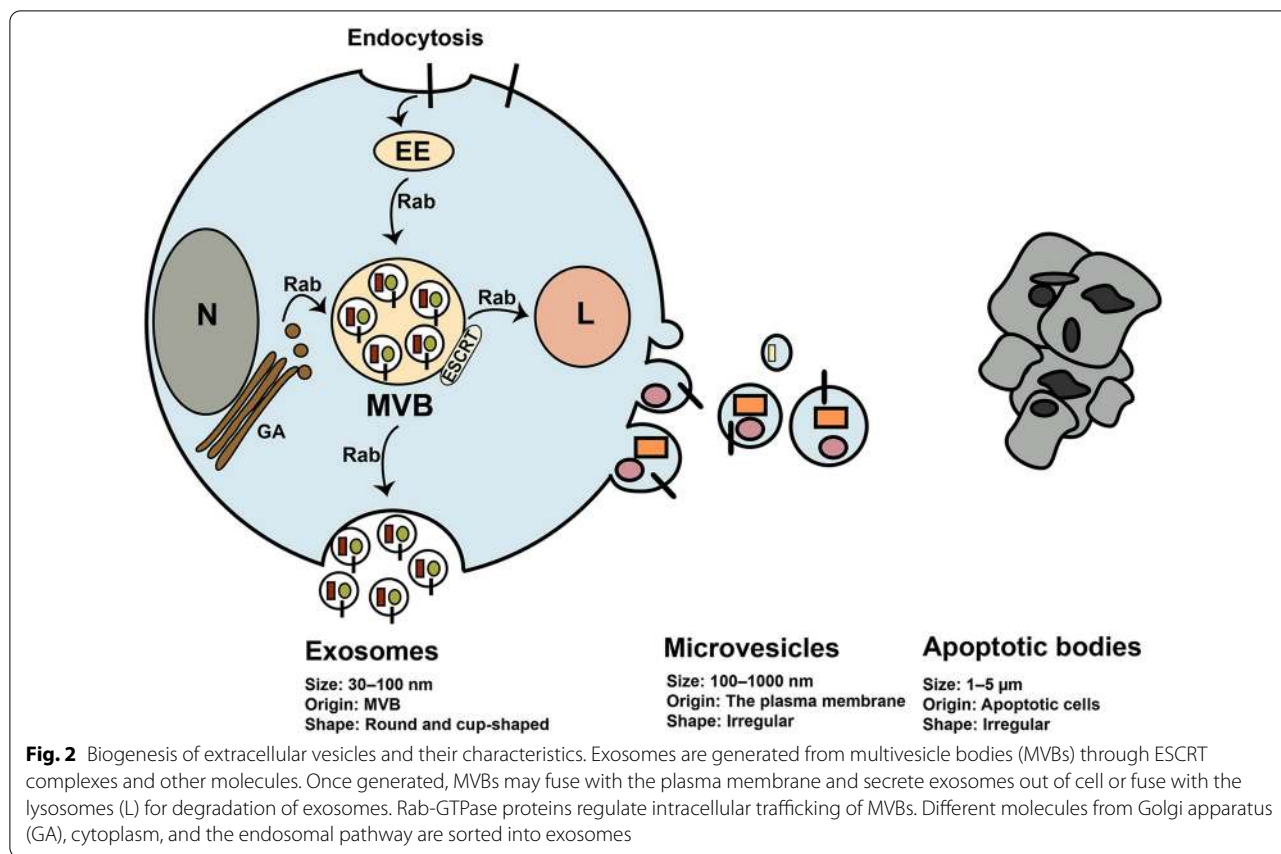 Endocytosis
EE
Rab
N
Rab
Rab
L
ESCRT
MVB
GA
Rab
Exosomes
Size: 30–100 nm
Origin: MVB
Shape: Round and cup-shaped
Microvesicles
Size: 100–1000 nm
Origin: The plasma membrane
Shape: Irregular
Apoptotic bodies
Size: 1–5 µm
Origin: Apoptotic cells
Shape: Irregular
Fig. 2 Biogenesis of extracellular vesicles and their characteristics. Exosomes are generated from multivesicle bodies (MVBs) through ESCRT
complexes and other molecules. Once generated, MVBs may fuse with the plasma membrane and secrete exosomes out of cell or fuse with the
lysosomes (L) for degradation of exosomes. Rab-GTPase proteins regulate intracellular trafficking of MVBs. Different molecules from Golgi apparatus
(GA), cytoplasm, and the endosomal pathway are sorted into exosomes